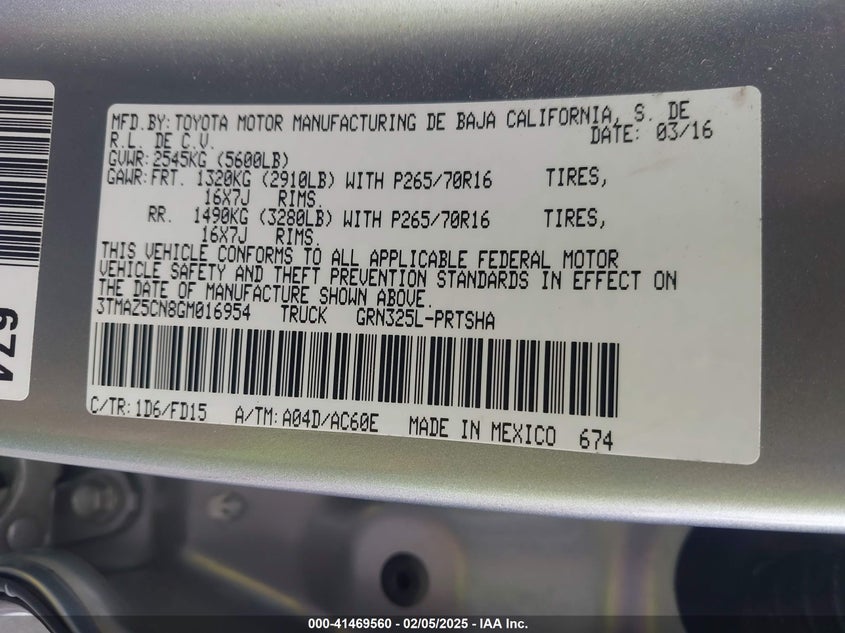 MFD.BY:TOYOTA MOTOR MANUFACTURING DE BAJA CALIFORNIA, S. DE
R.L. DE C.V. DATE: 03/16
GVWR:2545KG (5600LB)
GAWR:FRT. 1320KG (2910LB) WITH P265/70R16 TIRES,
16X7J RIMS.
RR. 1490KG (3280LB) WITH P265/70R16 TIRES,
16X7J RIMS.
THIS VEHICLE CONFORMS TO ALL APPLICABLE FEDERAL MOTOR
VEHICLE SAFETY AND THEFT PREVENTION STANDARDS IN EFFECT ON
THE DATE OF MANUFACTURE SHOWN ABOVE.
3TMAZ5CN8GM016954 TRUCK GRN325L-PRTSHA
C/TR:1D6/FD15 A/TM:A04D/AC60E MADE IN MEXICO 674
674
000-41469560 - 02/05/2025 - IAA Inc.